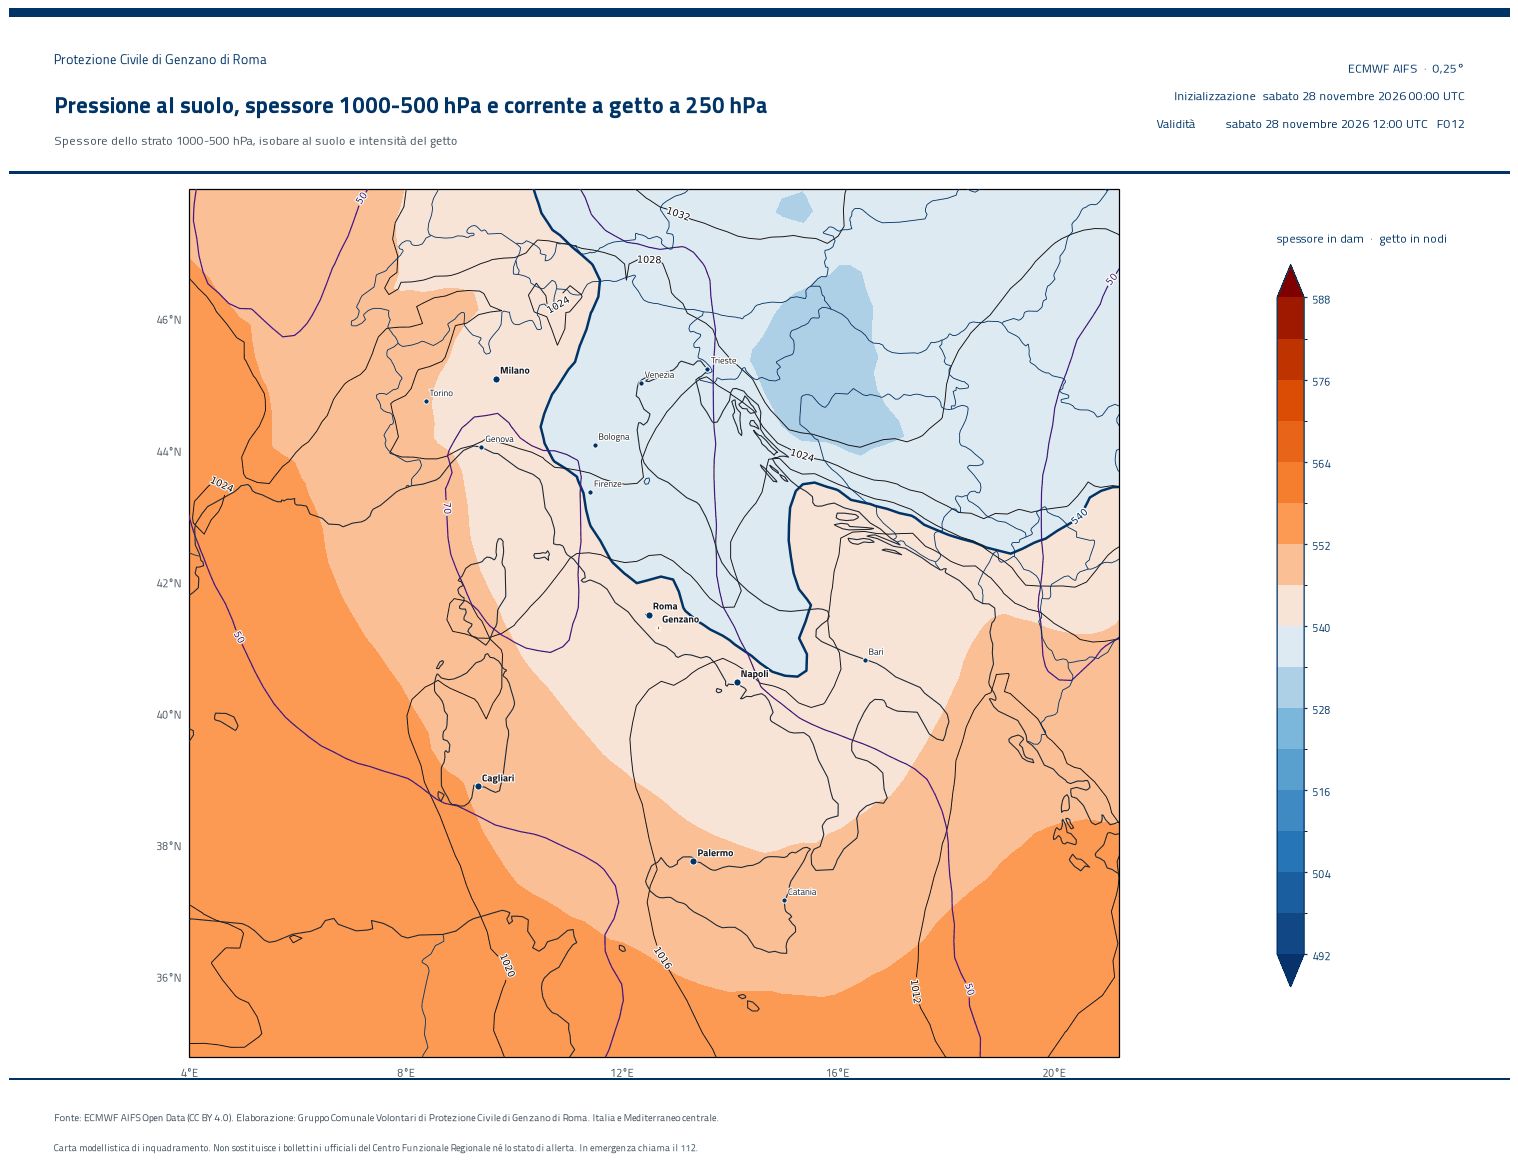 Protezione Civile di Genzano di Roma
Pressione al suolo, spessore 1000-500 hPa e corrente a getto a 250 hPa
Spessore dello strato 1000-500 hPa, isobare al suolo e intensità del getto
ECMWF AIFS · 0,25°
Inizializzazione sabato 28 novembre 2026 00:00 UTC
Validità sabato 28 novembre 2026 12:00 UTC F012
spessore in dam · getto in nodi
588
576
564
552
540
528
516
504
492
46°N
44°N
42°N
40°N
38°N
36°N
4°E
8°E
12°E
16°E
20°E
50
1032
1028
1024
50
Milano
Trieste
Venezia
Torino
Bologna
Genova
1024
1024
Firenze
70
540
Roma
Genzano
50
Bari
Napoli
Cagliari
Palermo
Catania
1020
1016
1012
50
Fonte: ECMWF AIFS Open Data (CC BY 4.0). Elaborazione: Gruppo Comunale Volontari di Protezione Civile di Genzano di Roma. Italia e Mediterraneo centrale.
Carta modellistica di inquadramento. Non sostituisce i bollettini ufficiali del Centro Funzionale Regionale né lo stato di allerta. In emergenza chiama il 112.